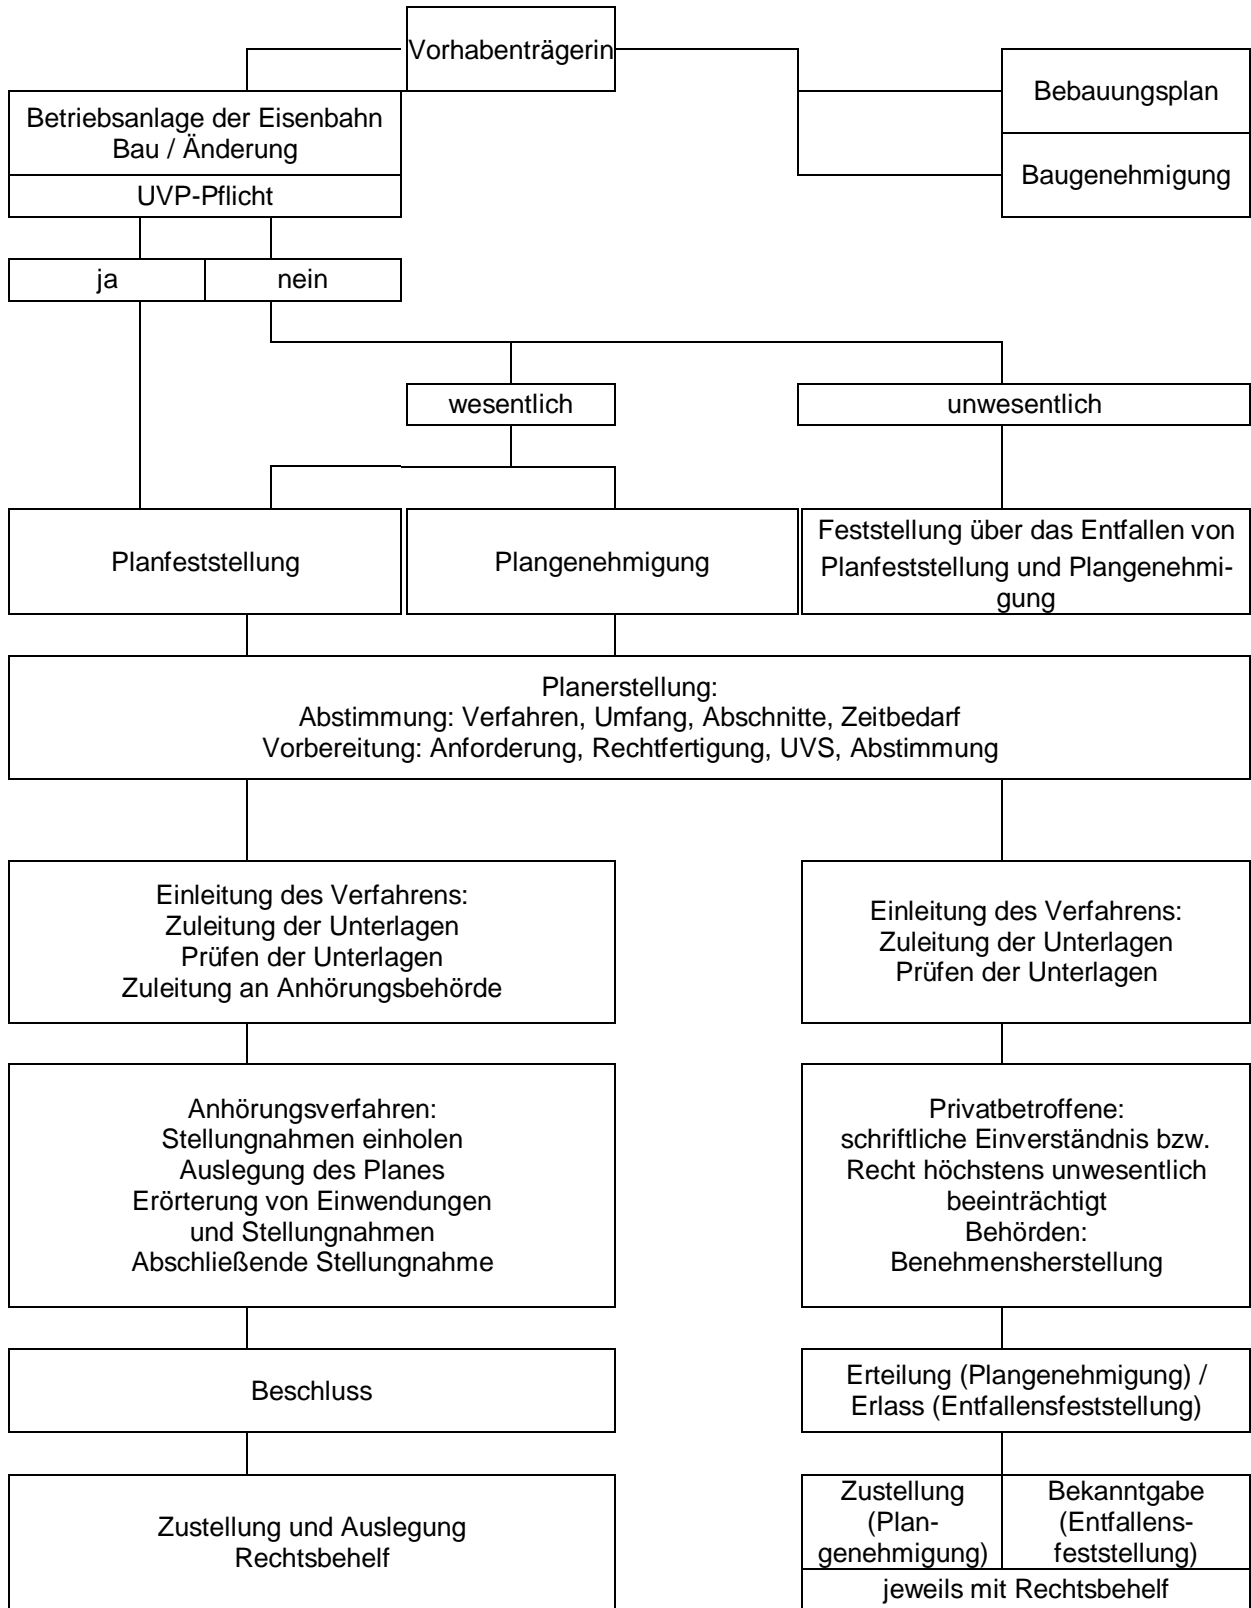 Vorhabenträgerin
Betriebsanlage der Eisenbahn
Bau / Änderung
UVP-Pflicht
Bebauungsplan
Baugenehmigung
ja
nein
wesentlich
unwesentlich
Planfeststellung
Plangenehmigung
Feststellung über das Entfallen von
Planfeststellung und Plangenehmi-
gung
Planerstellung:
Abstimmung: Verfahren, Umfang, Abschnitte, Zeitbedarf
Vorbereitung: Anforderung, Rechtfertigung, UVS, Abstimmung
Einleitung des Verfahrens:
Zuleitung der Unterlagen
Prüfen der Unterlagen
Zuleitung an Anhörungsbehörde
Einleitung des Verfahrens:
Zuleitung der Unterlagen
Prüfen der Unterlagen
Anhörungsverfahren:
Stellungnahmen einholen
Auslegung des Planes
Erörterung von Einwendungen
und Stellungnahmen
Abschließende Stellungnahme
Privatbetroffene:
schriftliche Einverständnis bzw.
Recht höchstens unwesentlich
beeinträchtigt
Behörden:
Benehmensherstellung
Beschluss
Erteilung (Plangenehmigung) /
Erlass (Entfallensfeststellung)
Zustellung und Auslegung
Rechtsbehelf
Zustellung
(Plan-
genehmigung)
Bekanntgabe
(Entfallens-
feststellung)
jeweils mit Rechtsbehelf